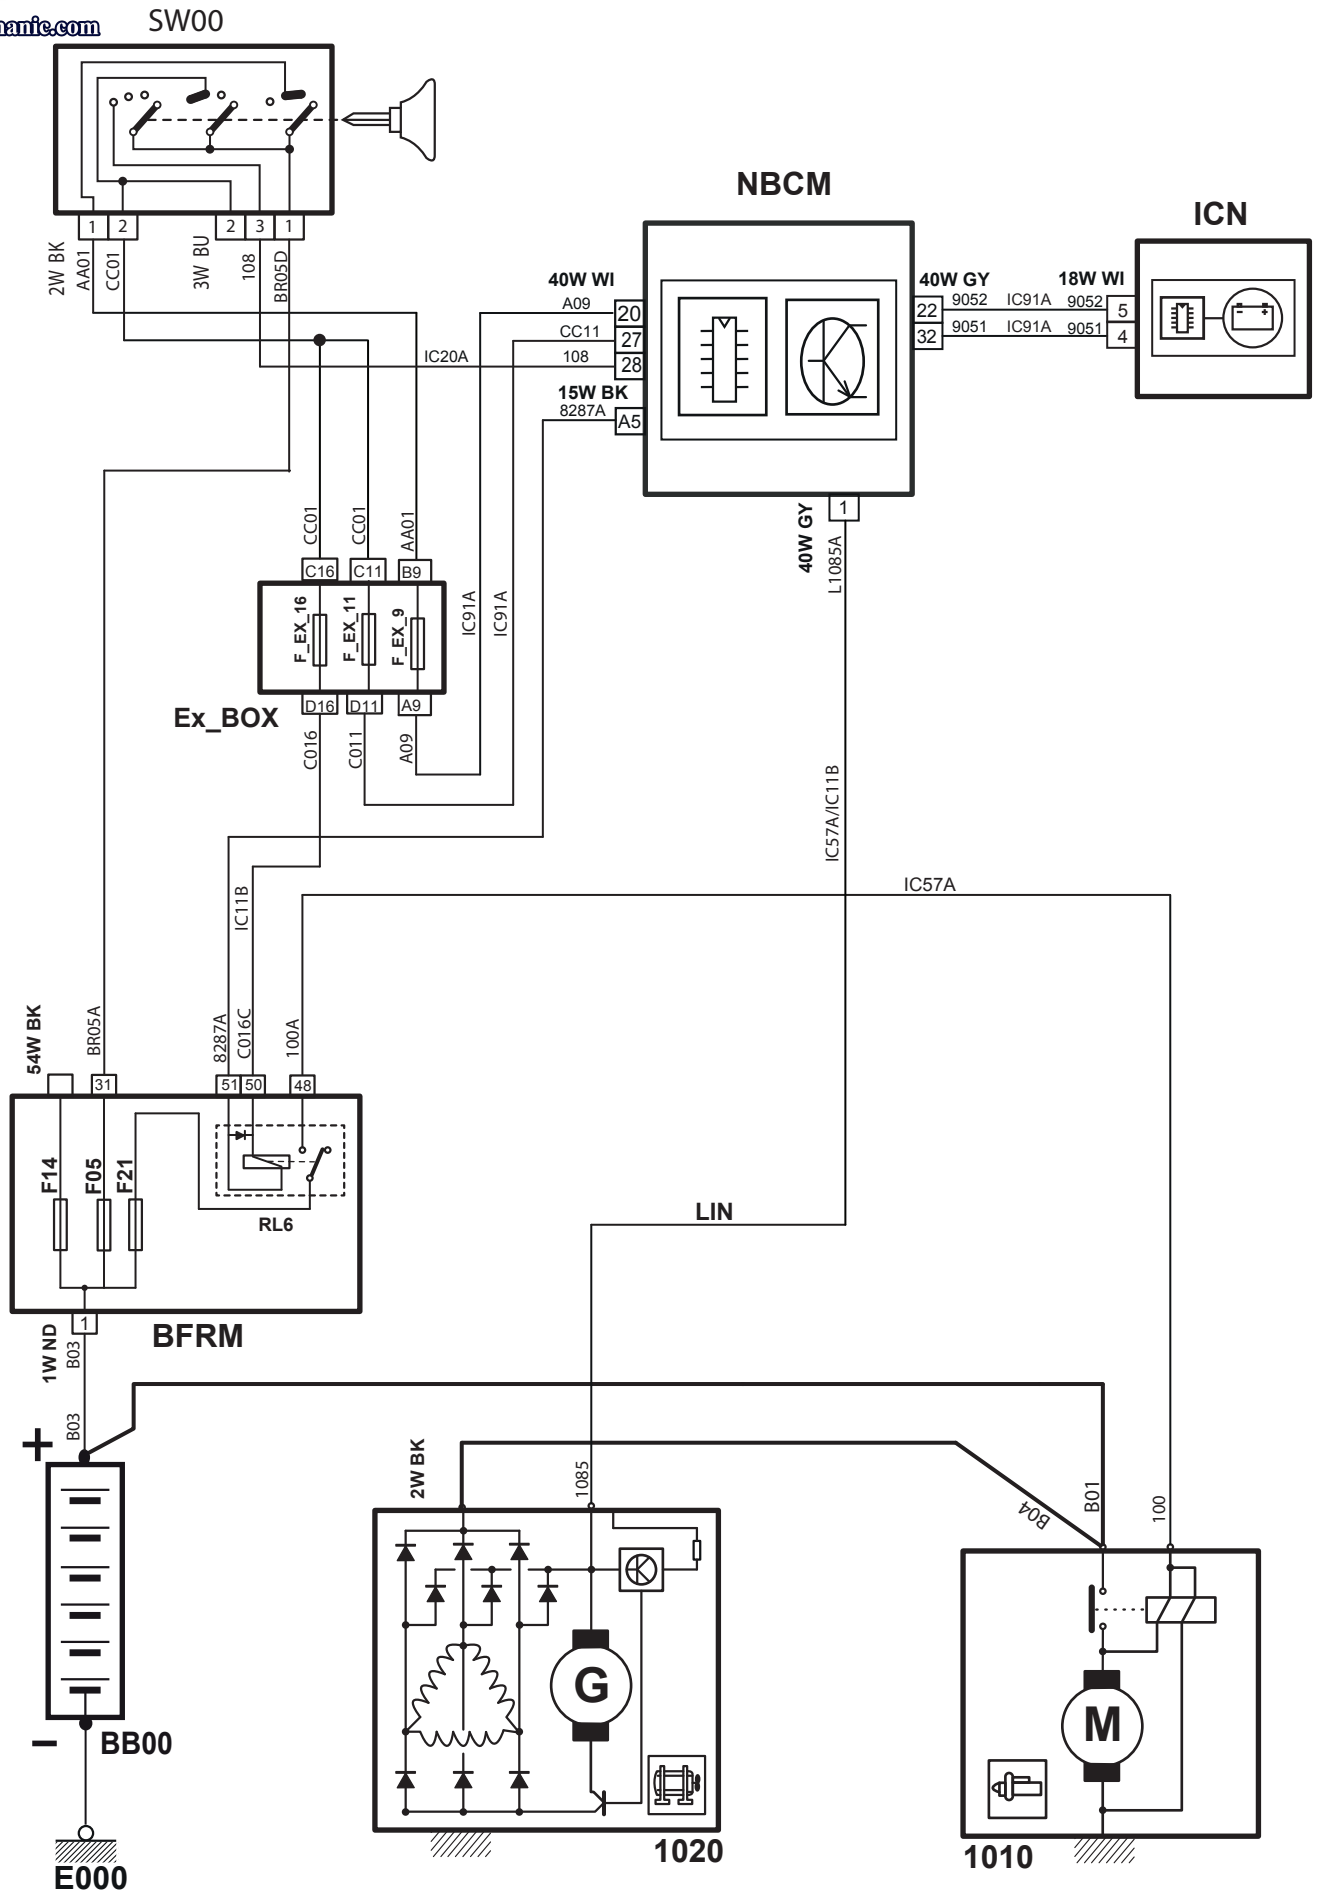 manic.com
SW00
1
2
2
3
1
2W BK
AA01
CC01
3W BU
108
BR05D
NBCM
ICN
40W WI
A09
20
CC11
27
IC20A
108
28
15W BK
8287A
A5
40W GY
22
9052
IC91A
9052
18W WI
5
32
9051
IC91A
9051
4
1
40W GY
L1085A
CC01
CC01
AA01
C16
C11
B9
F_EX_16
F_EX_11
F_EX_9
IC91A
IC91A
D16
D11
A9
Ex_BOX
C016
C011
A09
IC57A/IC11B
IC57A
IC11B
54W BK
BR05A
8287A
C016C
100A
31
51
50
48
F14
F05
F21
RL6
LIN
1
BFRM
1W ND
B03
B03
+
2W BK
1085
B04
B01
100
G
M
−
BB00
1020
1010
E000